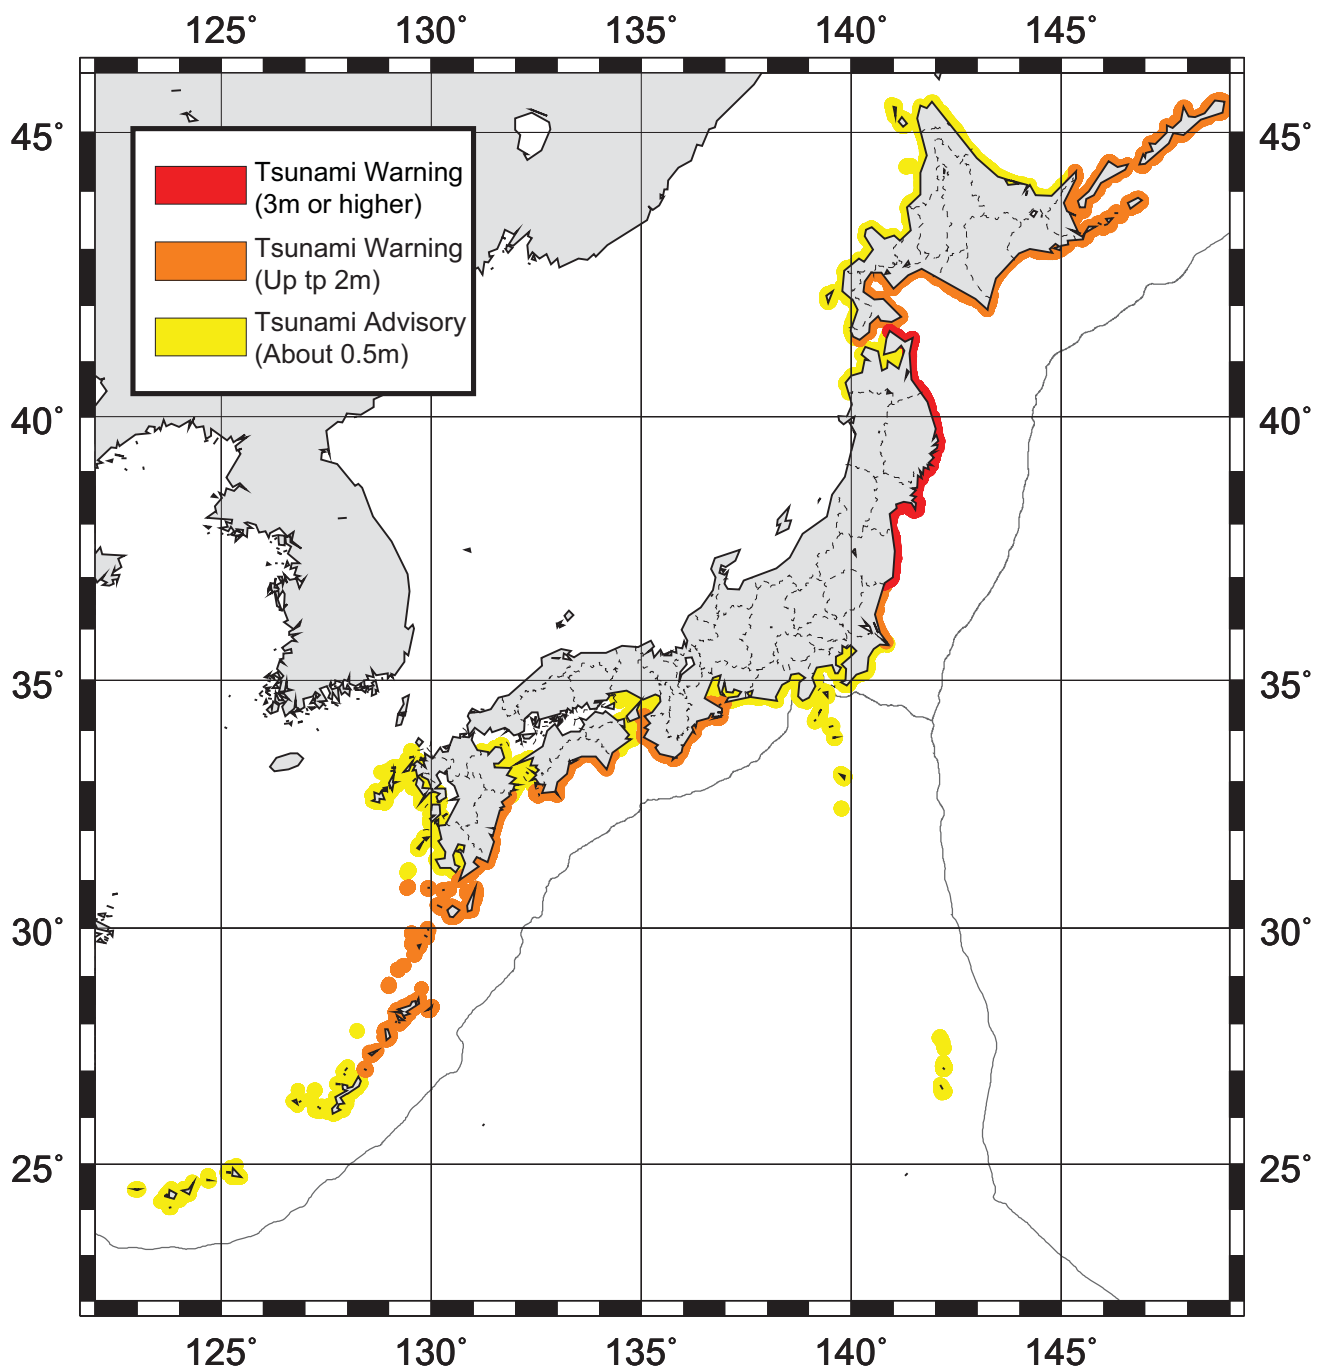 125° 130° 135° 140° 145°
45° 45°
Tsunami Warning
(3m or higher)
Tsunami Warning
(Up tp 2m)
Tsunami Advisory
(About 0.5m)
40° 40°
35° 35°
30° 30°
25° 25°
125° 130° 135° 140° 145°